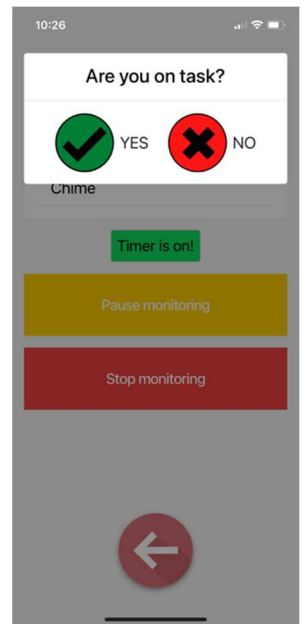 10:26
Are you on task?
YES NO
Chime
Timer is on!
Pause monitoring
Stop monitoring